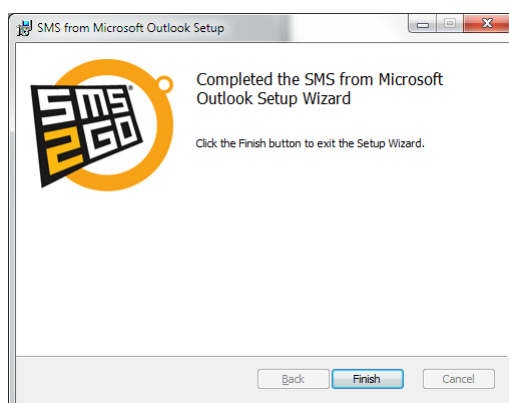 SMS from Microsoft Outlook Setup
SMS
2GO
Completed the SMS from Microsoft
Outlook Setup Wizard
Click the Finish button to exit the Setup Wizard.
Back Finish Cancel